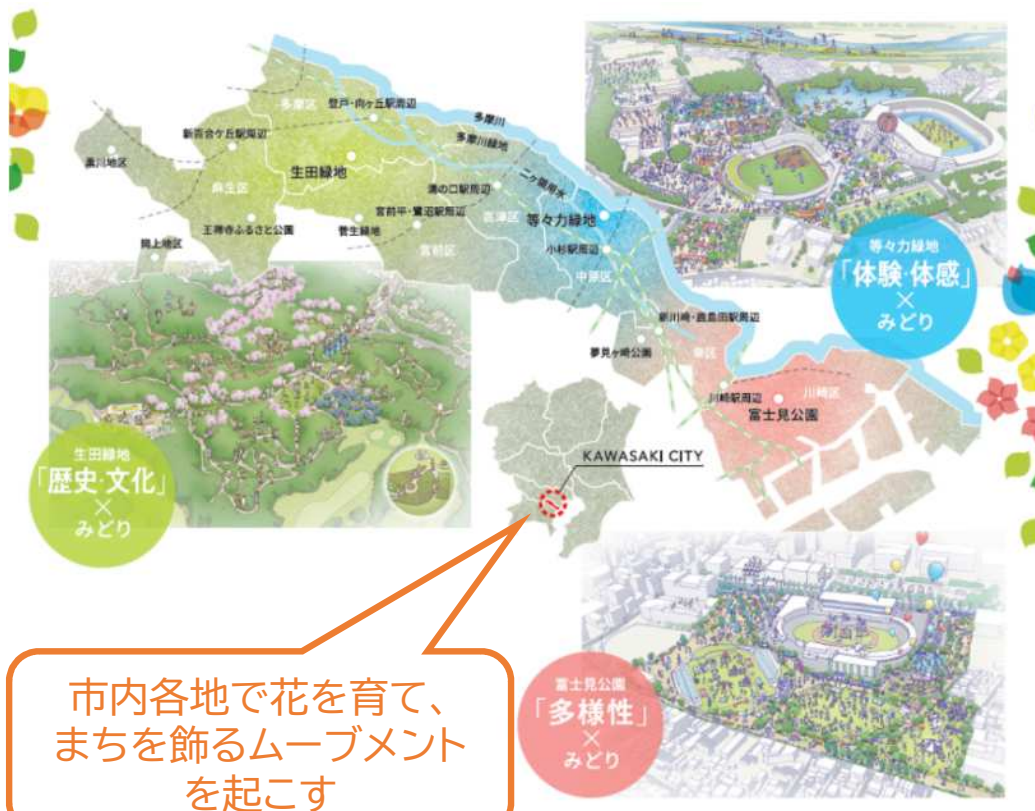 多摩区
登戸・向ケ丘駅周辺
多摩川
新百合ケ丘駅周辺
多摩川緑地
黒川地区
生田緑地
麻生区
溝の口駅周辺
二ヶ領用水
宮前平・鷺沼駅周辺
高津区
等々力緑地
王禅寺ふるさと公園
菅生緑地
小杉駅周辺
岡上地区
宮前区
中原区
等々力緑地
「体験・体感」
×
みどり
新川崎・鹿島田駅周辺
夢見ヶ崎公園
幸区
川崎駅周辺
川崎区
富士見公園
KAWASAKI CITY
生田緑地
「歴史・文化」
×
みどり
富士見公園
「多様性」
×
みどり
市内各地で花を育て、
まちを飾るムーブメント
を起こす